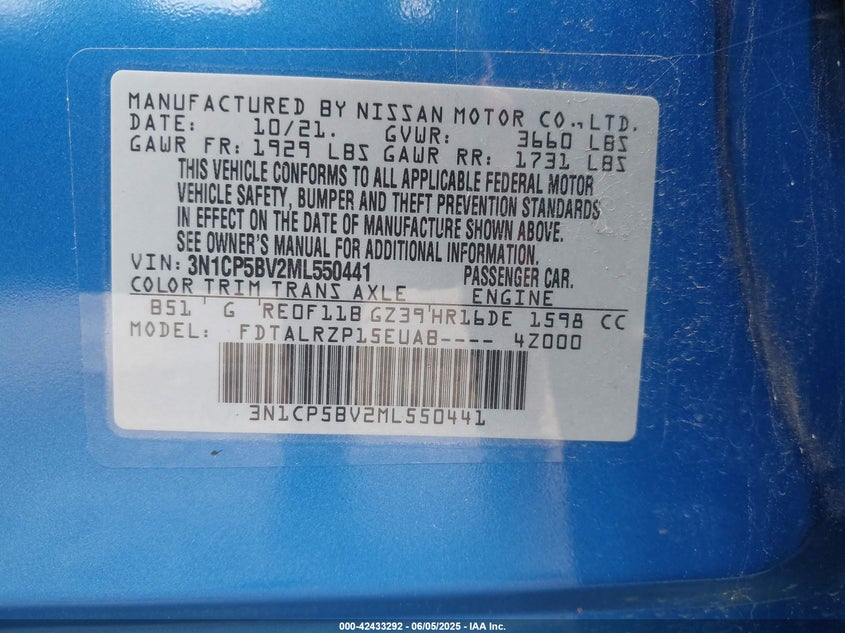 MANUFACTURED BY NISSAN MOTOR CO.,LTD.
DATE: 10/21. GVWR: 3660 LBS
GAWR FR: 1929 LBS GAWR RR: 1731 LBS
THIS VEHICLE CONFORMS TO ALL APPLICABLE FEDERAL MOTOR
VEHICLE SAFETY, BUMPER AND THEFT PREVENTION STANDARDS
IN EFFECT ON THE DATE OF MANUFACTURE SHOWN ABOVE.
SEE OWNER'S MANUAL FOR ADDITIONAL INFORMATION.
VIN: 3N1CP5BV2ML550441 PASSENGER CAR.
COLOR TRIM TRANS AXLE ENGINE
B51 ' G 'RE0F11B GZ39'HR16DE 1598 CC
MODEL: FDTALRZP15EUAB---- 4Z000
3N1CP5BV2ML550441
000-42433292 - 06/05/2025 - IAA Inc.